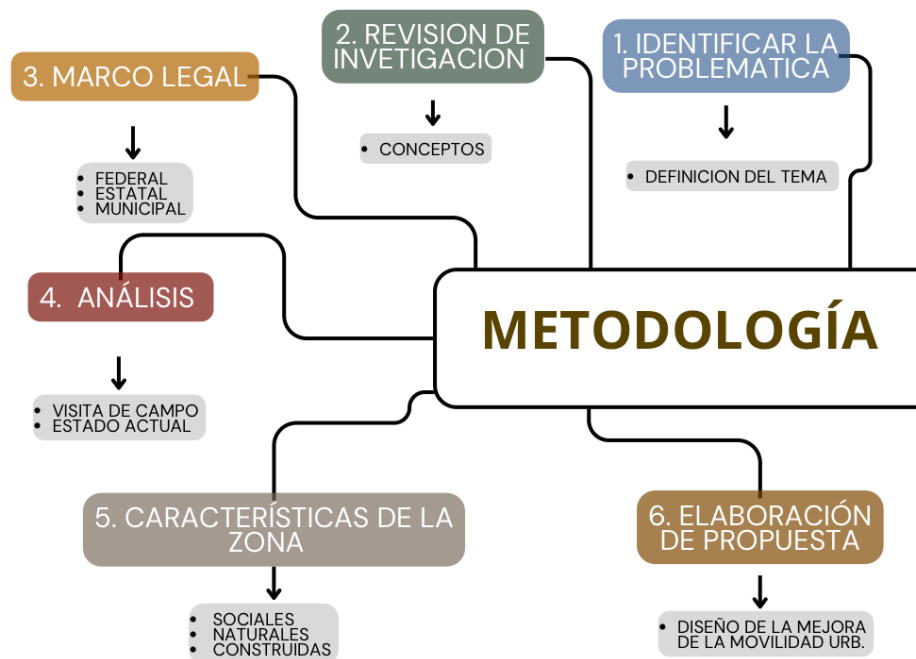 1. IDENTIFICAR LA
PROBLEMATICA
• DEFINICION DEL TEMA
2. REVISION DE
INVETIGACION
• CONCEPTOS
3. MARCO LEGAL
• FEDERAL
• ESTATAL
• MUNICIPAL
4. ANÁLISIS
• VISITA DE CAMPO
• ESTADO ACTUAL
METODOLOGÍA
5. CARACTERÍSTICAS DE LA
ZONA
• SOCIALES
• NATURALES
• CONSTRUIDAS
6. ELABORACIÓN
DE PROPUESTA
• DISEÑO DE LA MEJORA
DE LA MOVILIDAD URB.